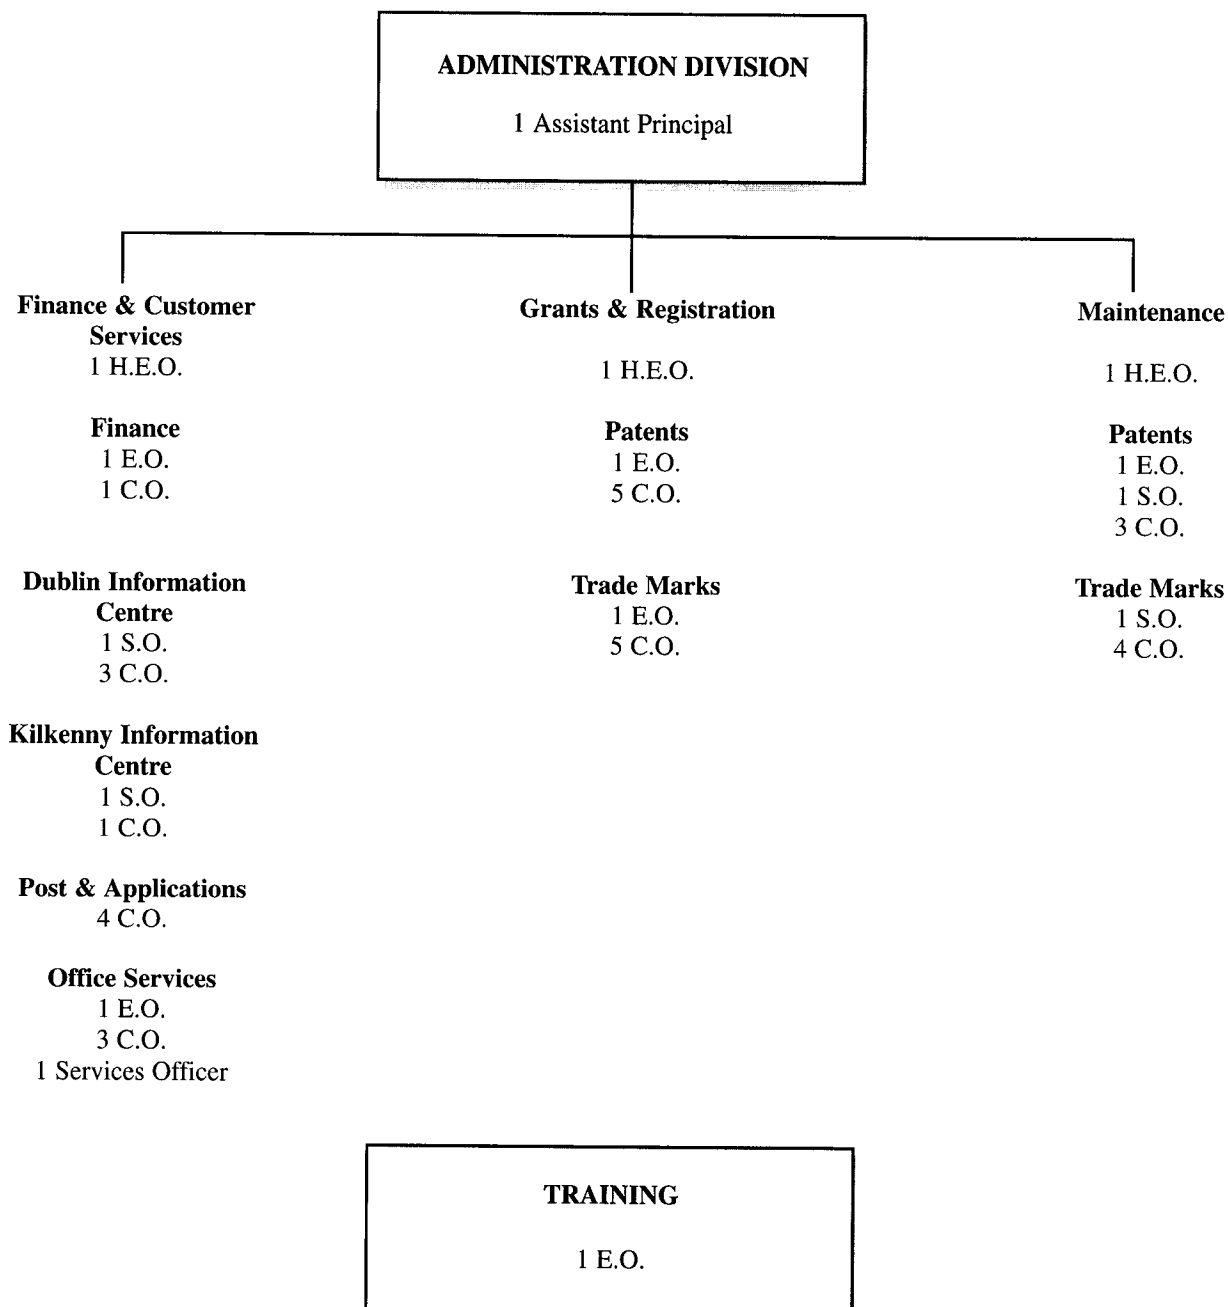 ADMINISTRATION DIVISION
1 Assistant Principal
Finance & Customer
Services
1 H.E.O.
Finance
1 E.O.
1 C.O.
Dublin Information
Centre
1 S.O.
3 C.O.
Kilkenny Information
Centre
1 S.O.
1 C.O.
Post & Applications
4 C.O.
Office Services
1 E.O.
3 C.O.
1 Services Officer
Grants & Registration
1 H.E.O.
Patents
1 E.O.
5 C.O.
Trade Marks
1 E.O.
5 C.O.
Maintenance
1 H.E.O.
Patents
1 E.O.
1 S.O.
3 C.O.
Trade Marks
1 S.O.
4 C.O.
TRAINING
1 E.O.